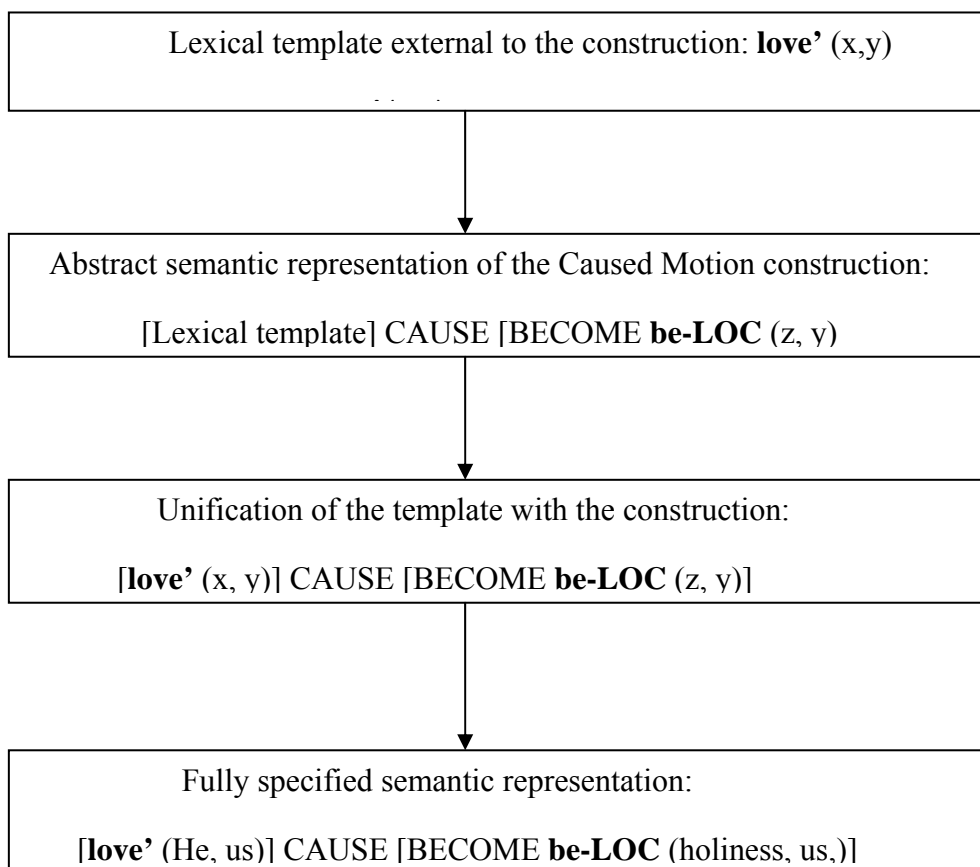 Lexical template external to the construction: love’ (x,y)
Abstract semantic representation of the Caused Motion construction:
[Lexical template] CAUSE [BECOME be-LOC (z, y)
Unification of the template with the construction:
[love’ (x, y)] CAUSE [BECOME be-LOC (z, y)]
Fully specified semantic representation:
[love’ (He, us)] CAUSE [BECOME be-LOC (holiness, us,)]